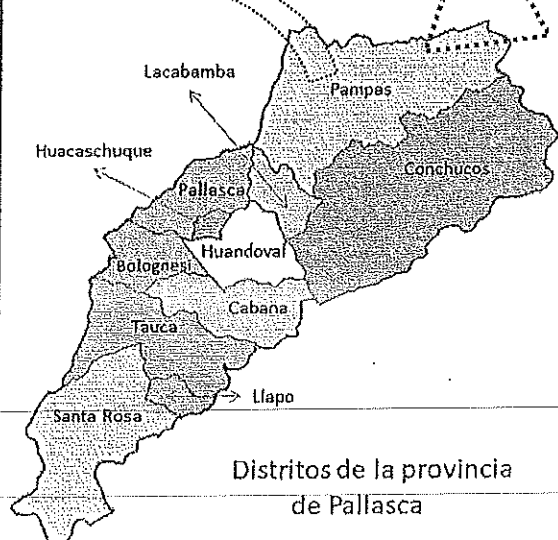 Lacabamba
Pampas
Huacaschuque
Conchucos
Pallasca
Huandoval
Bolognesi
Cabana
Tauca
Llapo
Santa Rosa
Distritos de la provincia
de Pallasca